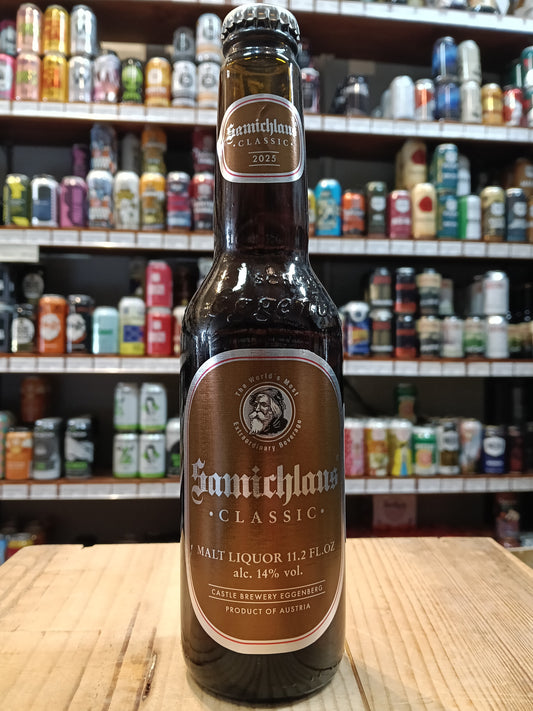 Samichlaus
· CLASSIC ·
2025
The World's Most
Extraordinary Beverage
Samichlaus
· CLASSIC ·
MALT LIQUOR 11.2 FL.OZ
alc. 14% vol.
CASTLE BREWERY EGGENBERG
PRODUCT OF AUSTRIA